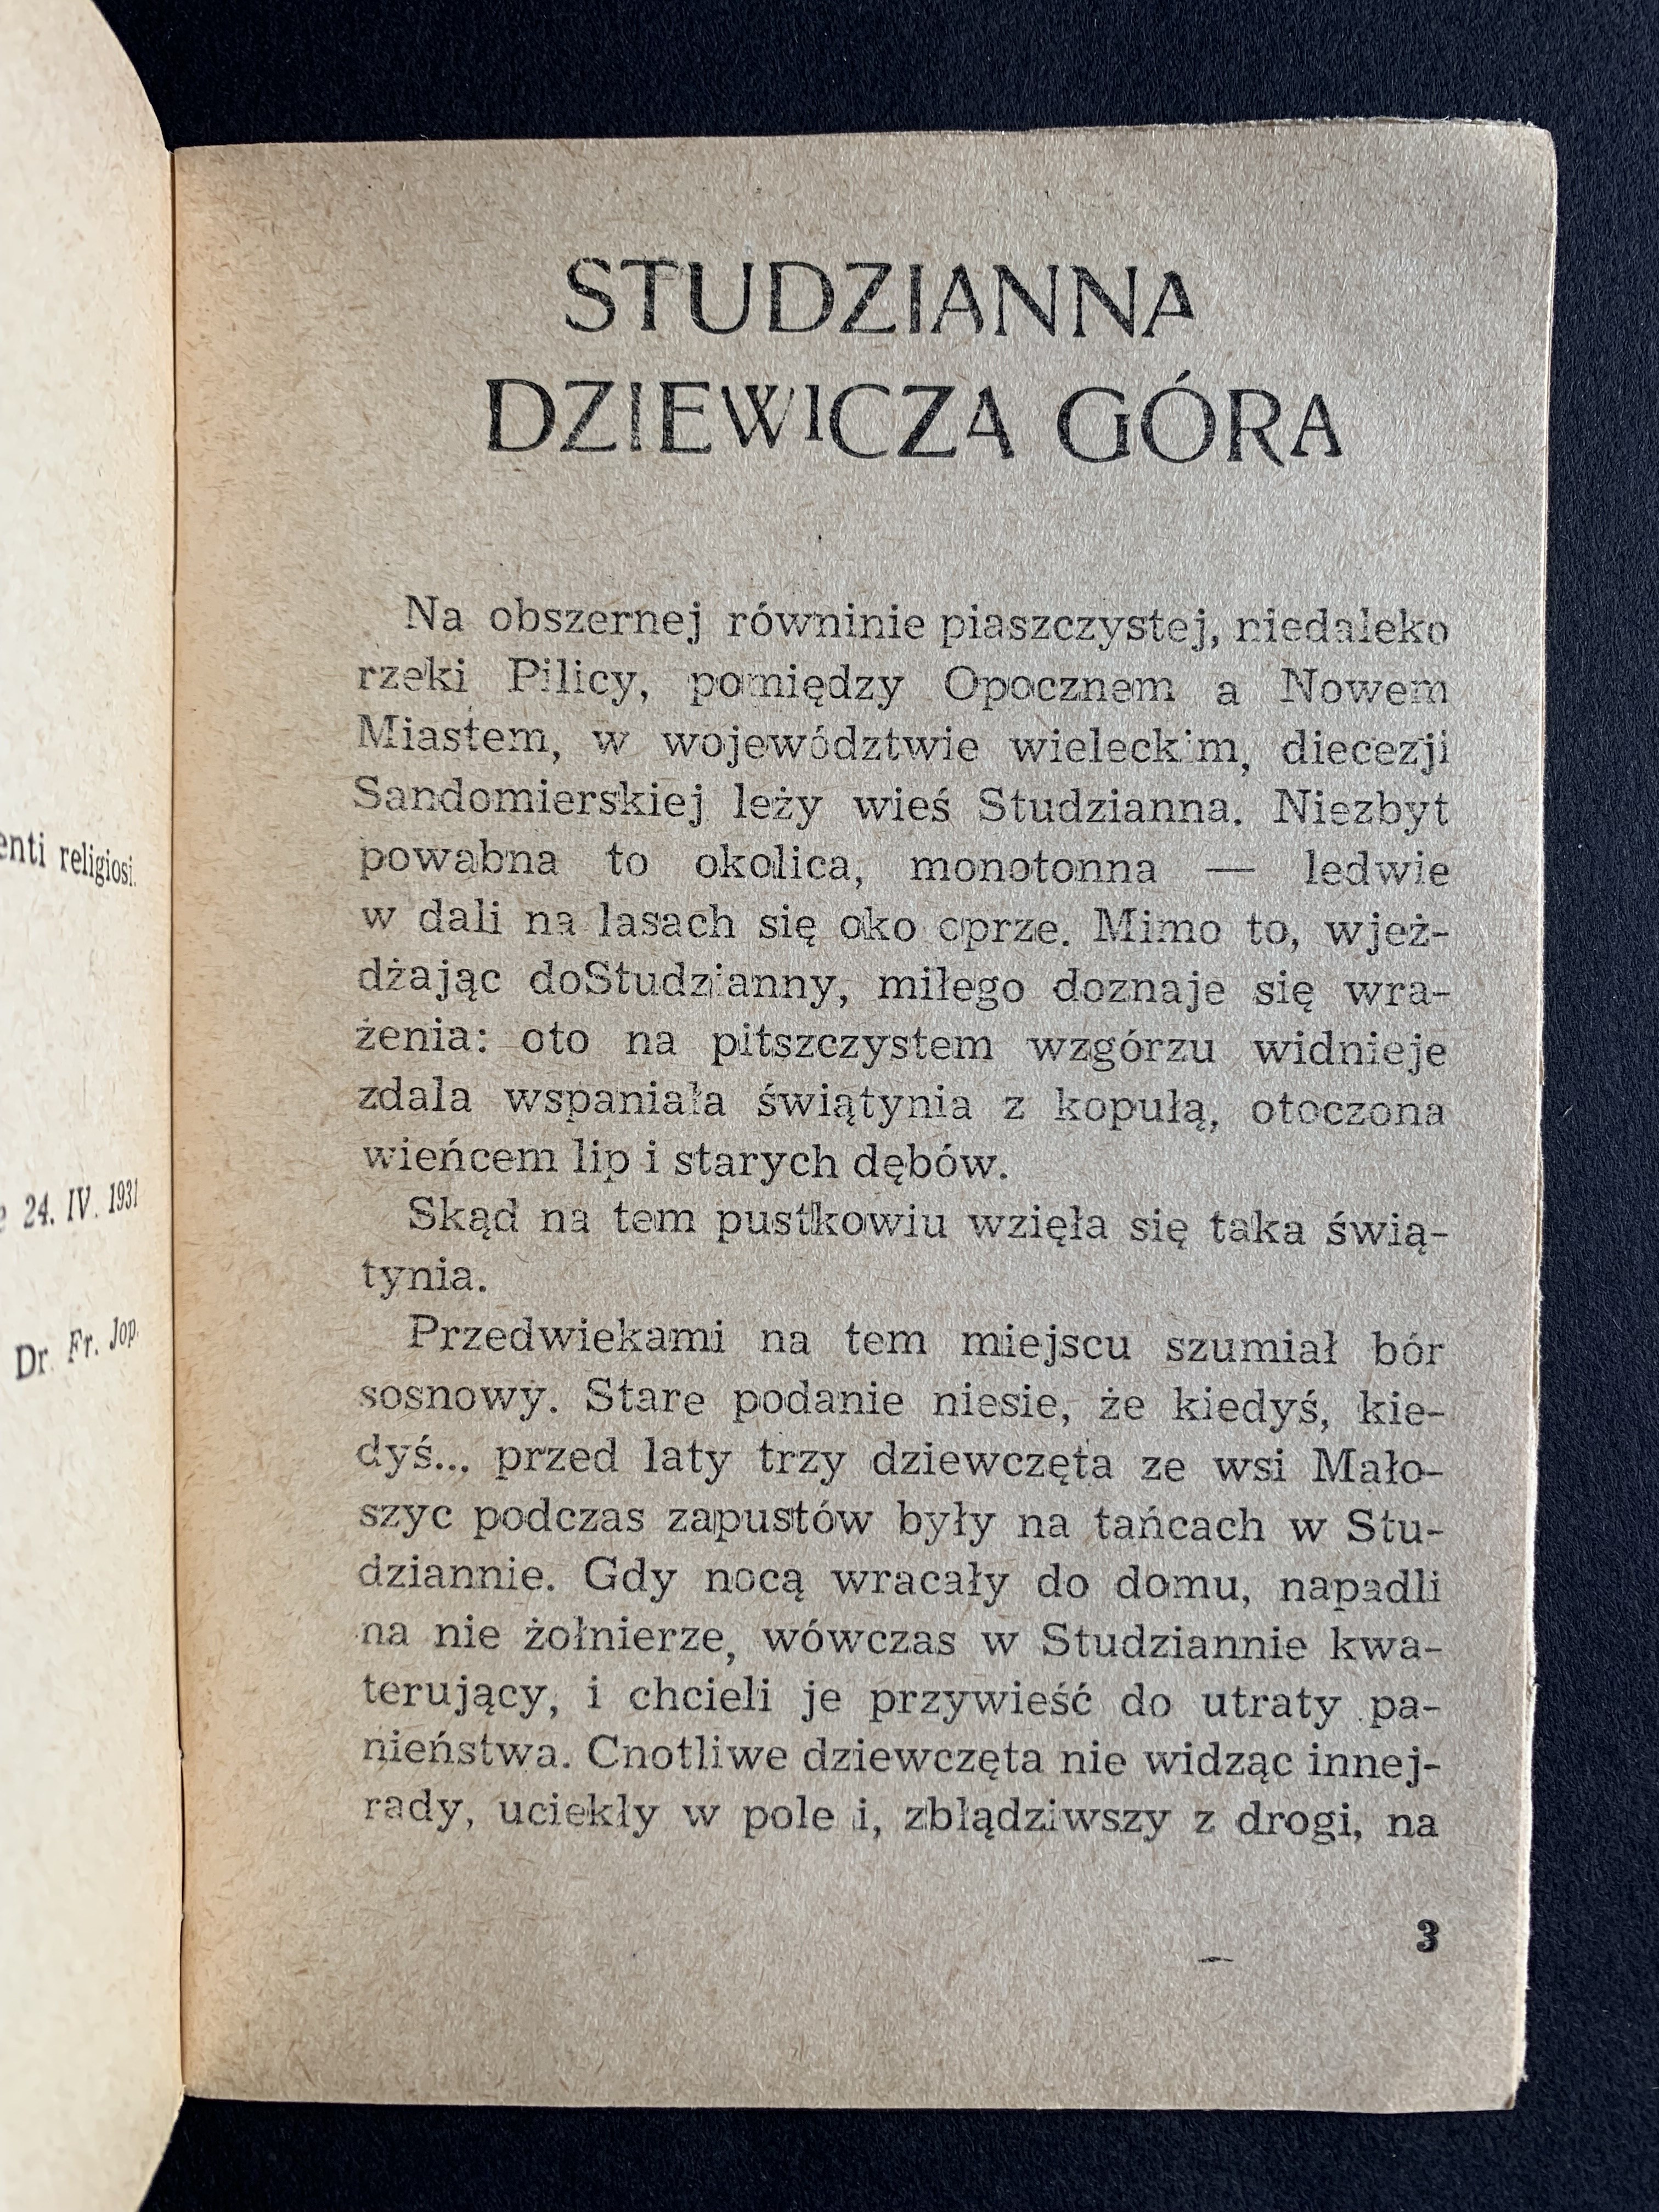 enti religiosi.
24. IV. 1931
Dr. Fr. Jop.
STUDZIANNA
DZIEWICZA GÓRA
Na obszernej równinie piaszczystej, niedaleko
rzeki Pilicy, pomiędzy Opocznem a Nowem
Miastem, w województwie wieleckim, diecezji
Sandomierskiej leży wieś Studzianna. Niezbyt
powabna to okolica, monotonna — ledwie
w dali na lasach się oko oprze. Mimo to, wjeż-
dżając doStudzianny, miłego doznaje się wra-
żenia: oto na pitszczystem wzgórzu widnieje
zdala wspaniała świątynia z kopułą, otoczona
wieńcem lip i starych dębów.
Skąd na tem pustkowiu wzięła się taka świą-
tynia.
Przedwiekami na tem miejscu szumiał bór
sosnowy. Stare podanie niesie, że kiedyś, kie-
dyś... przed laty trzy dziewczęta ze wsi Mało-
szyc podczas zapustów były na tańcach w Stu-
dziannie. Gdy nocą wracały do domu, napadli
na nie żołnierze, wówczas w Studziannie kwa-
terujący, i chcieli je przywieść do utraty pa-
nieństwa. Cnotliwe dziewczęta nie widząc innej-
rady, uciekły w pole i, zbłądziwszy z drogi, na
3